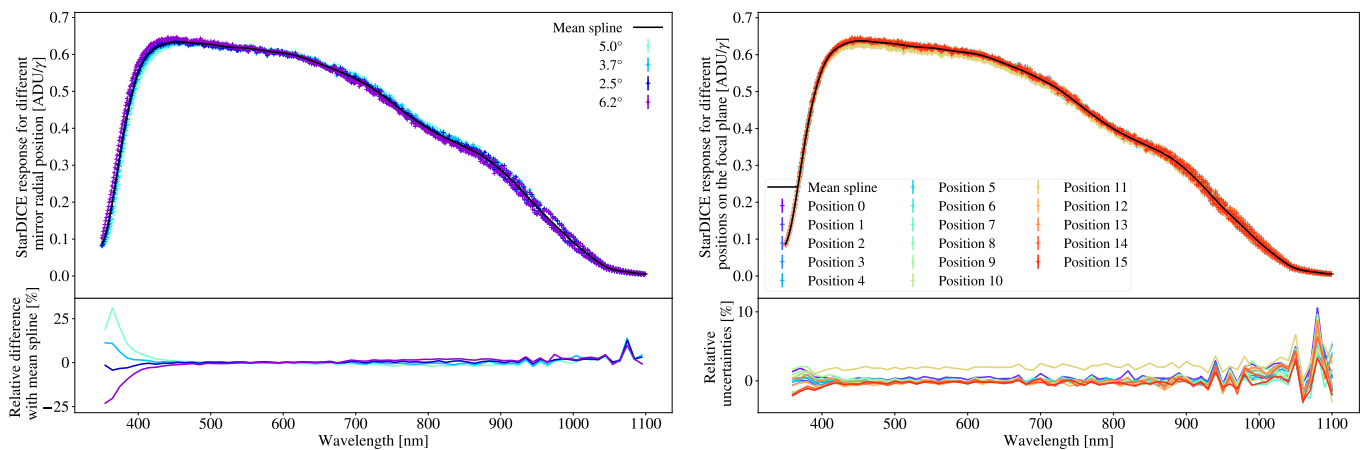 StarDICE response for different
mirror radial position [ADU/γ]
0.7
0.6
0.5
0.4
0.3
0.2
0.1
0.0
Mean spline
5.0°
3.7°
2.5°
6.2°
Relative difference
with mean spline [%]
25
0
−25
400
500
600
700
800
900
1000
1100
Wavelength [nm]
StarDICE response for different
positions on the focal plane [ADU/γ]
0.7
0.6
0.5
0.4
0.3
0.2
0.1
0.0
Mean spline
Position 0
Position 1
Position 2
Position 3
Position 4
Position 5
Position 6
Position 7
Position 8
Position 9
Position 10
Position 11
Position 12
Position 13
Position 14
Position 15
Relative
uncertainties [%]
10
0
400
500
600
700
800
900
1000
1100
Wavelength [nm]